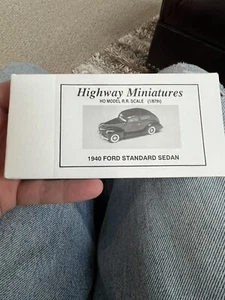 Highway Miniatures
HO MODEL R.R. SCALE (1/87th)
1940 FORD STANDARD SEDAN